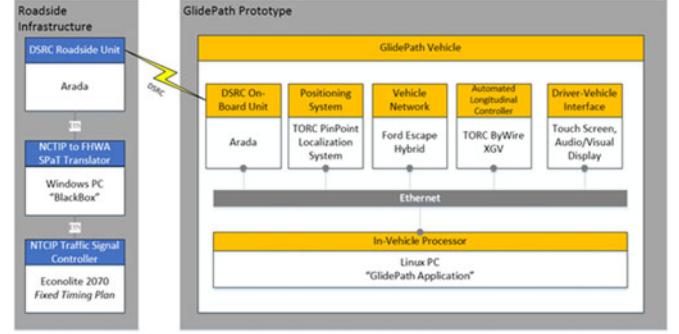 Roadside
Infrastructure
DSRC Roadside Unit
Arada
Eth
NCTIP to FHWA
SPaT Translator
Windows PC
"BlackBox"
Eth
NTCIP Traffic Signal
Controller
Econolite 2070
Fixed Timing Plan
DSRC
GlidePath Prototype
GlidePath Vehicle
DSRC On-
Board Unit
Arada
Positioning
System
TORC PinPoint
Localization
System
Vehicle
Network
Ford Escape
Hybrid
Automated
Longitudinal
Controller
TORC ByWire
XGV
Driver-Vehicle
Interface
Touch Screen,
Audio/Visual
Display
Ethernet
In-Vehicle Processor
Linux PC
"GlidePath Application"